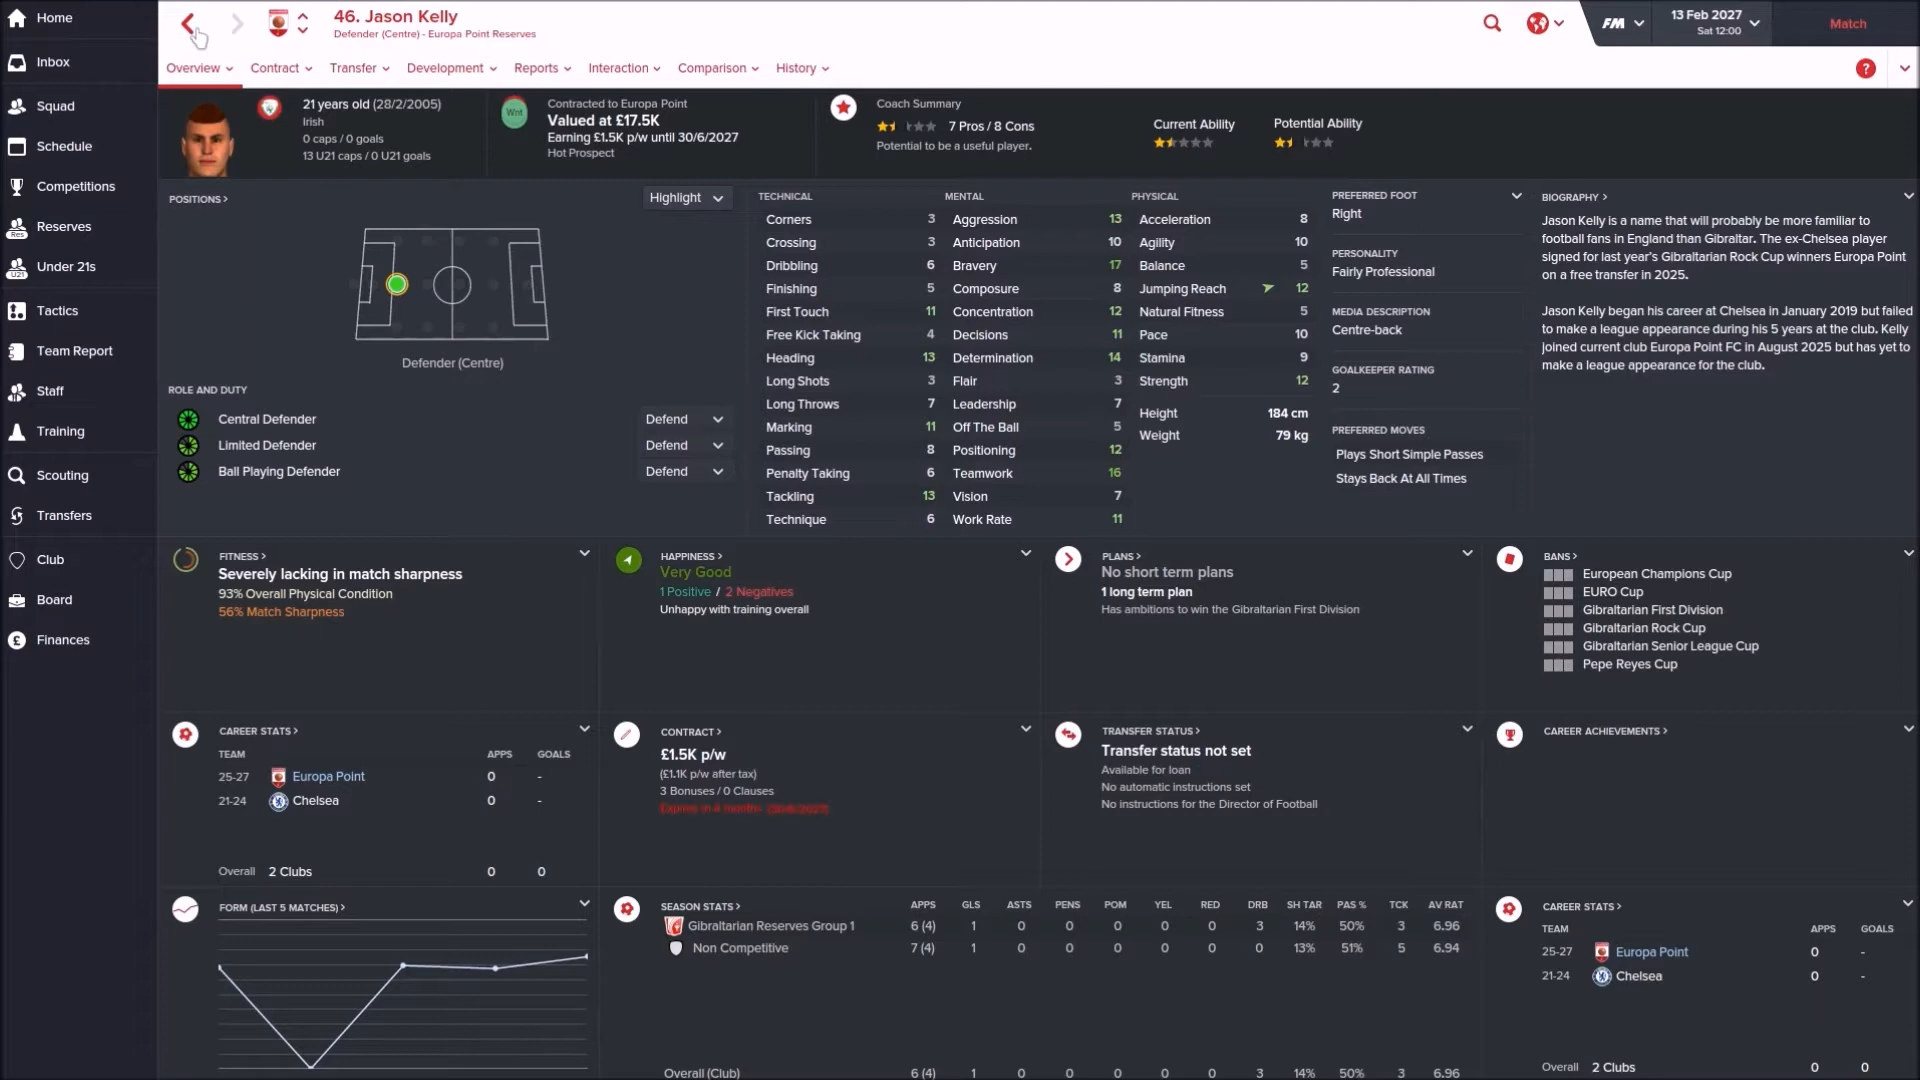 Home
Inbox
Squad
Schedule
Competitions
Res
Reserves
U21
Under 21s
Tactics
Team Report
Staff
Training
Scouting
Transfers
Club
Board
Finances
46. Jason Kelly
Defender (Centre) - Europa Point Reserves
FM
13 Feb 2027
Sat 12:00
Match
Overview
Contract
Transfer
Development
Reports
Interaction
Comparison
History
?
21 years old (28/2/2005)
Irish
0 caps / 0 goals
13 U21 caps / 0 U21 goals
Wnt
Contracted to Europa Point
Valued at £17.5K
Earning £1.5K p/w until 30/6/2027
Hot Prospect
Coach Summary
7 Pros / 8 Cons
Potential to be a useful player.
Current Ability
Potential Ability
POSITIONS >
Highlight
Defender (Centre)
ROLE AND DUTY
Central Defender Defend
Limited Defender Defend
Ball Playing Defender Defend
TECHNICAL
Corners 3
Crossing 3
Dribbling 6
Finishing 5
First Touch 11
Free Kick Taking 4
Heading 13
Long Shots 3
Long Throws 7
Marking 11
Passing 8
Penalty Taking 6
Tackling 13
Technique 6
MENTAL
Aggression 13
Anticipation 10
Bravery 17
Composure 8
Concentration 12
Decisions 11
Determination 14
Flair 3
Leadership 7
Off The Ball 5
Positioning 12
Teamwork 16
Vision 7
Work Rate 11
PHYSICAL
Acceleration 8
Agility 10
Balance 5
Jumping Reach 12
Natural Fitness 5
Pace 10
Stamina 9
Strength 12
Height 184 cm
Weight 79 kg
PREFERRED FOOT
Right
PERSONALITY
Fairly Professional
MEDIA DESCRIPTION
Centre-back
GOALKEEPER RATING
2
PREFERRED MOVES
Plays Short Simple Passes
Stays Back At All Times
BIOGRAPHY >
Jason Kelly is a name that will probably be more familiar to
football fans in England than Gibraltar. The ex-Chelsea player
signed for last year's Gibraltarian Rock Cup winners Europa Point
on a free transfer in 2025.
Jason Kelly began his career at Chelsea in January 2019 but failed
to make a league appearance during his 5 years at the club. Kelly
joined current club Europa Point FC in August 2025 but has yet to
make a league appearance for the club.
FITNESS >
Severely lacking in match sharpness
93% Overall Physical Condition
56% Match Sharpness
HAPPINESS >
Very Good
1 Positive / 2 Negatives
Unhappy with training overall
PLANS >
No short term plans
1 long term plan
Has ambitions to win the Gibraltarian First Division
BANS >
European Champions Cup
EURO Cup
Gibraltarian First Division
Gibraltarian Rock Cup
Gibraltarian Senior League Cup
Pepe Reyes Cup
CAREER STATS >
TEAM APPS GOALS
25-27 Europa Point 0 -
21-24 Chelsea 0 -
Overall 2 Clubs 0 0
CONTRACT >
£1.5K p/w
(£1.1K p/w after tax)
3 Bonuses / 0 Clauses
Expires in 4 months (30/6/2027)
TRANSFER STATUS >
Transfer status not set
Available for loan
No automatic instructions set
No instructions for the Director of Football
CAREER ACHIEVEMENTS >
FORM (LAST 5 MATCHES) >
SEASON STATS > APPS GLS ASTS PENS POM YEL RED DRB SH TAR PAS % TCK AV RAT
Gibraltarian Reserves Group 1 6 (4) 1 0 0 0 0 0 3 14% 50% 3 6.96
Non Competitive 7 (4) 1 0 0 0 0 0 0 13% 51% 5 6.94
Overall (Club) 6 (4) 1 0 0 0 0 0 3 14% 50% 3 6.96
CAREER STATS >
TEAM APPS GOALS
25-27 Europa Point 0 -
21-24 Chelsea 0 -
Overall 2 Clubs 0 0